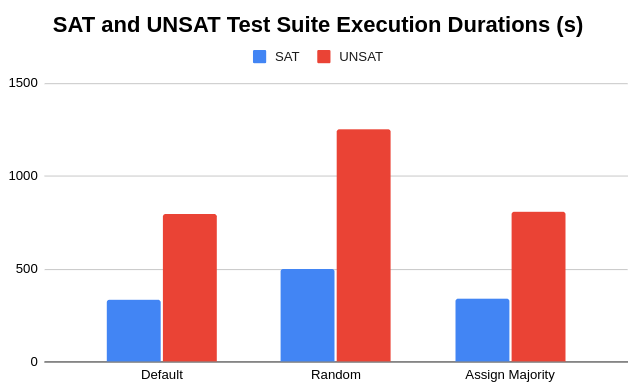 SAT and UNSAT Test Suite Execution Durations (s)
SAT UNSAT
1500
1000
500
0
Default Random Assign Majority